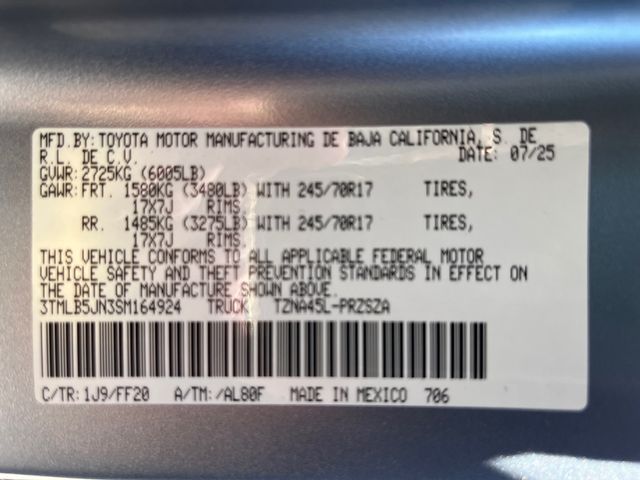 MFD.BY: TOYOTA MOTOR MANUFACTURING DE BAJA CALIFORNIA, S. DE
R.L. DE C.V. DATE: 07/25
GVWR: 2725KG (6005LB)
GAWR: FRT. 1580KG (3480LB) WITH 245/70R17 TIRES,
17X7J RIMS.
RR. 1485KG (3275LB) WITH 245/70R17 TIRES,
17X7J RIMS.
THIS VEHICLE CONFORMS TO ALL APPLICABLE FEDERAL MOTOR
VEHICLE SAFETY AND THEFT PREVENTION STANDARDS IN EFFECT ON
THE DATE OF MANUFACTURE SHOWN ABOVE.
3TMLB5JN3SM164924 TRUCK TZNA45L-PRZSZA
C/TR: 1J9/FF20 A/TM: /AL80F MADE IN MEXICO 706